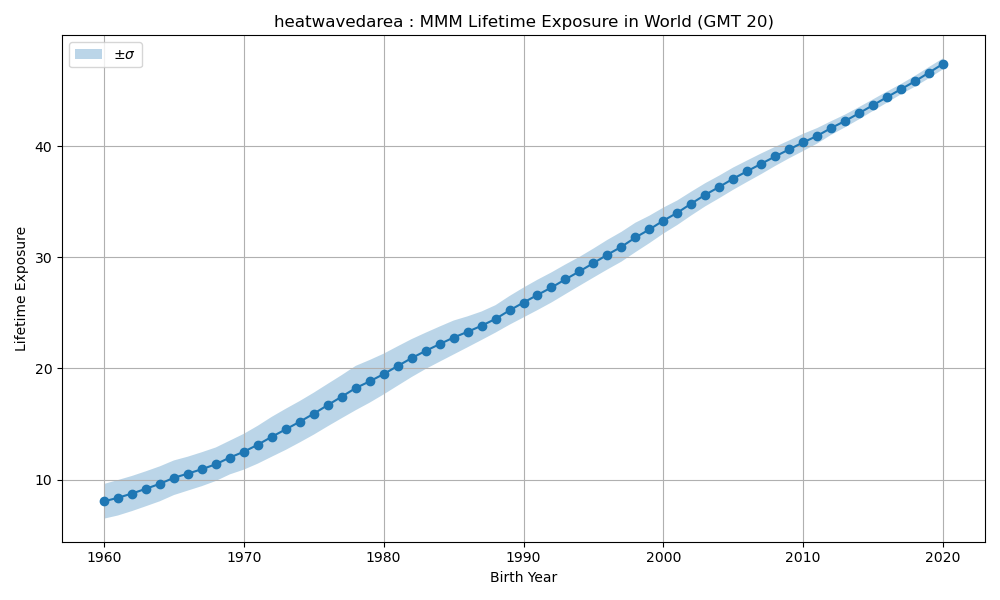 heatwavedarea : MMM Lifetime Exposure in World (GMT 20)
±σ
Lifetime Exposure
40
30
20
10
1960 1970 1980 1990 2000 2010 2020
Birth Year